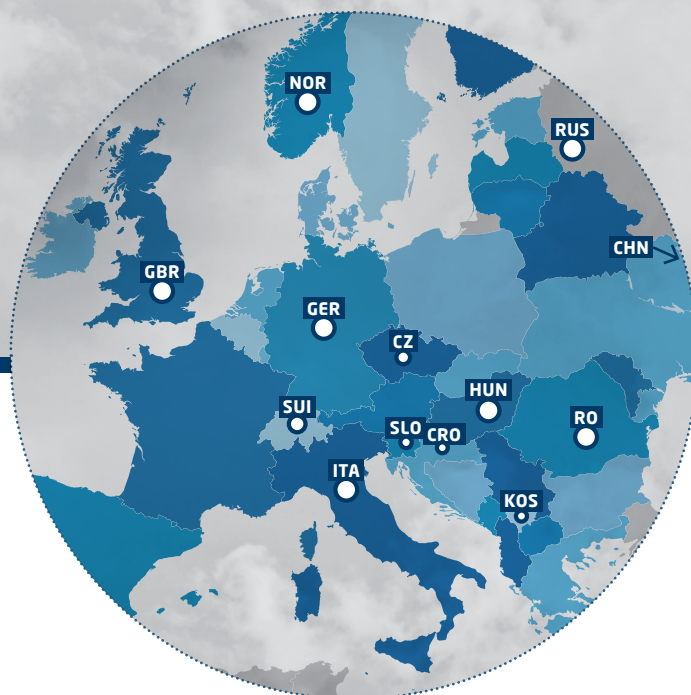 NOR
RUS
CHN
GBR
GER
CZ
HUN
SUI
RO
SLO
CRO
ITA
KOS